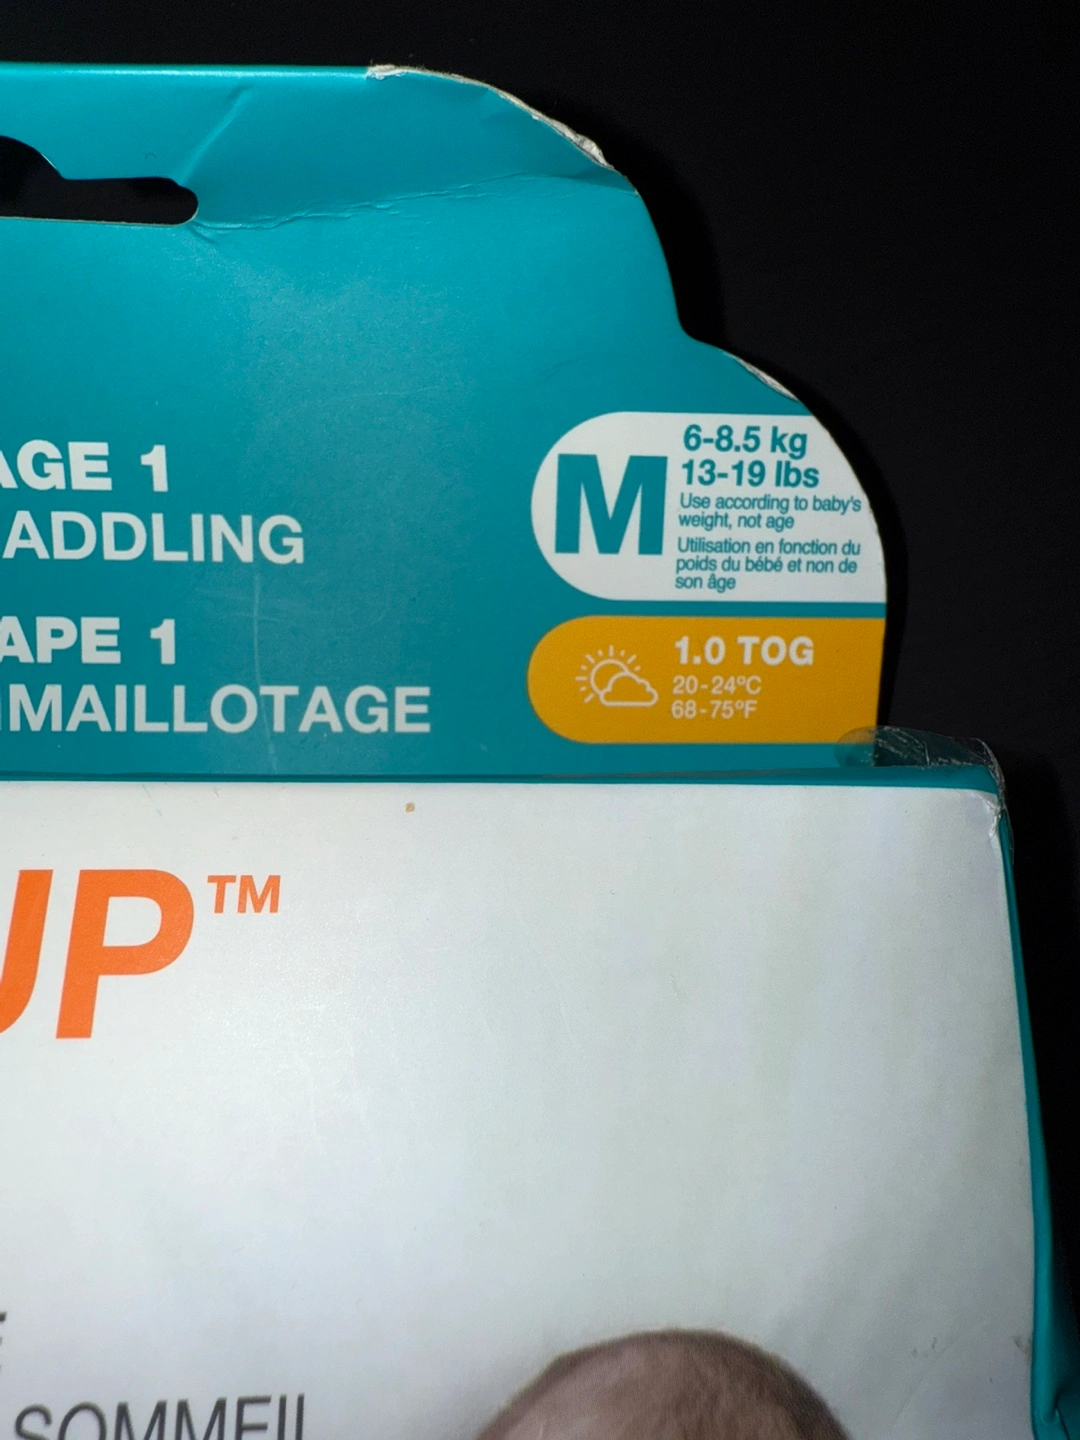 AGE 1
ADDLING
APE 1
MAILLOTAGE
M
6-8.5 kg
13-19 lbs
Use according to baby's
weight, not age
Utilisation en fonction du
poids du bébé et non de
son âge
1.0 TOG
20-24°C
68-75°F
UP™
SOMMEIL